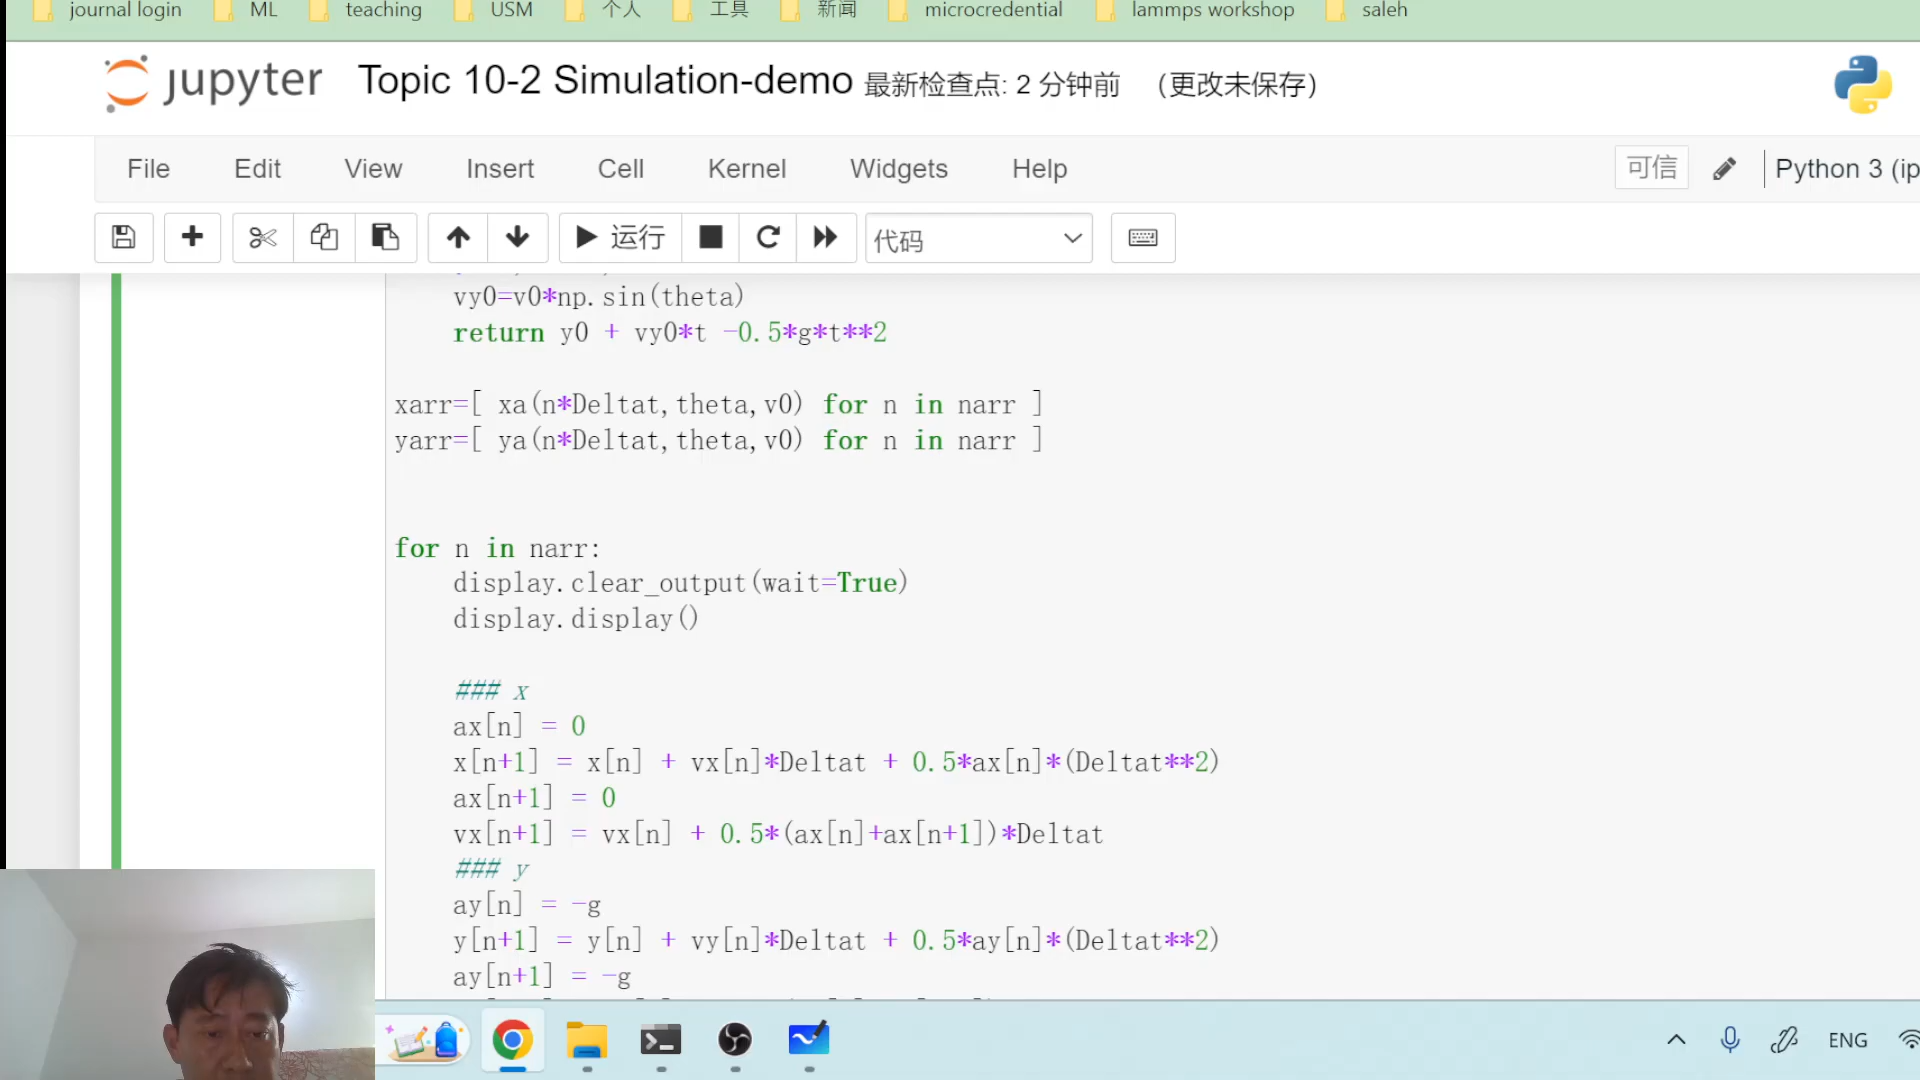 journal login ML teaching USM 个人 工具 新闻 microcredential lammps workshop saleh
jupyter Topic 10-2 Simulation-demo 最新检查点: 2 分钟前 （更改未保存）
File Edit View Insert Cell Kernel Widgets Help 可信 Python 3 (ip
运行 代码
vy0=v0*np.sin(theta)
return y0 + vy0*t -0.5*g*t**2
xarr=[ xa(n*Deltat,theta,v0) for n in narr ]
yarr=[ ya(n*Deltat,theta,v0) for n in narr ]
for n in narr:
display.clear_output(wait=True)
display.display()
### x
ax[n] = 0
x[n+1] = x[n] + vx[n]*Deltat + 0.5*ax[n]*(Deltat**2)
ax[n+1] = 0
vx[n+1] = vx[n] + 0.5*(ax[n]+ax[n+1])*Deltat
### y
ay[n] = -g
y[n+1] = y[n] + vy[n]*Deltat + 0.5*ay[n]*(Deltat**2)
ay[n+1] = -g
ENG